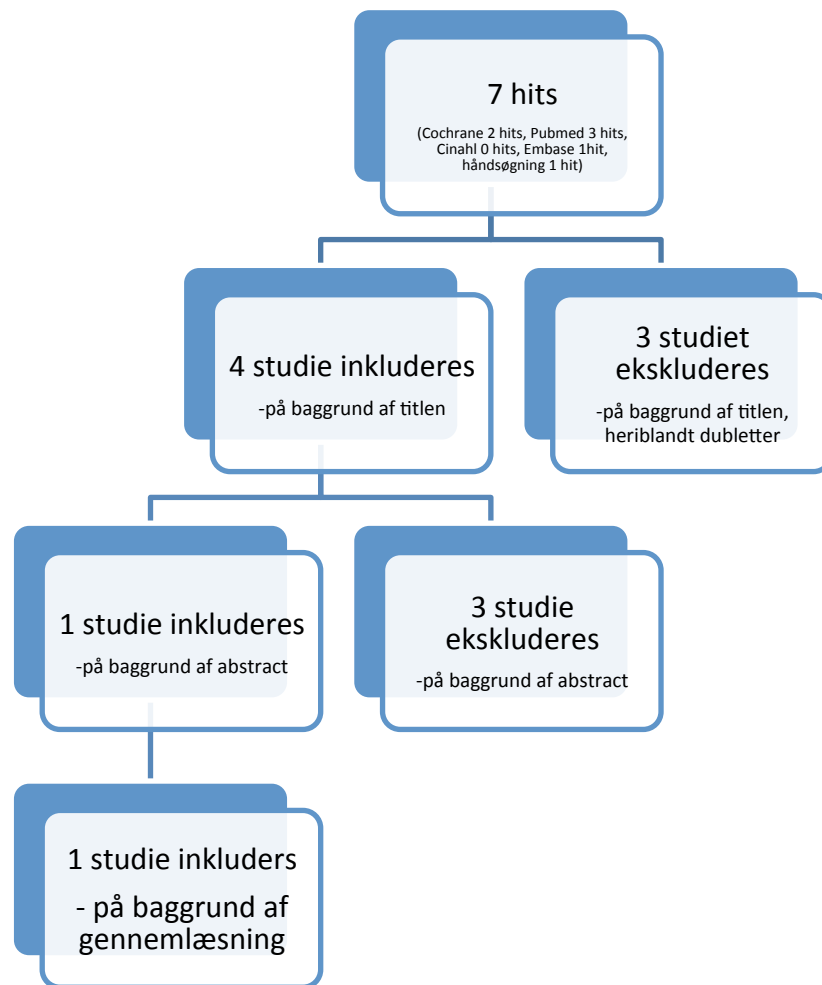 7 hits
(Cochrane 2 hits, Pubmed 3 hits,
Cinahl 0 hits, Embase 1hit,
håndsøgning 1 hit)
4 studie inkluderes
-på baggrund af titlen
3 studiet
ekskluderes
-på baggrund af titlen,
heriblandt dubletter
1 studie inkluderes
-på baggrund af abstract
3 studie
ekskluderes
-på baggrund af abstract
1 studie inkluders
- på baggrund af
gennemlæsning